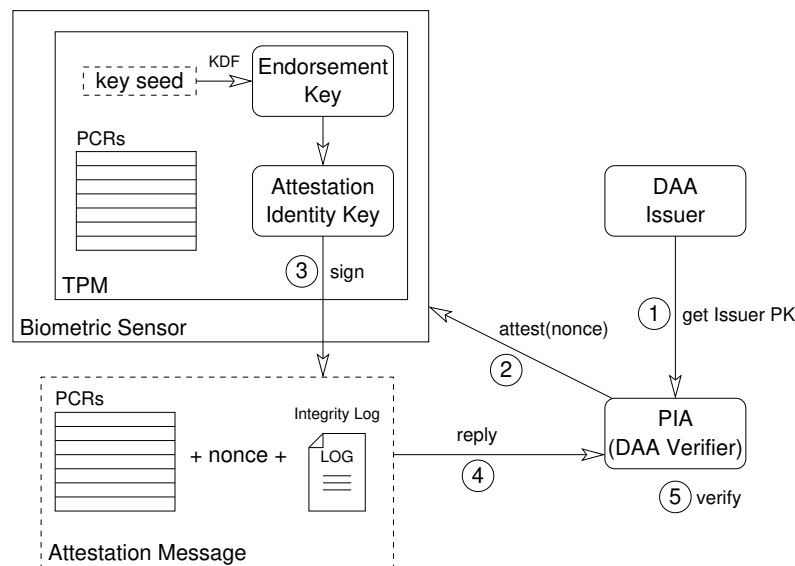 key seed
KDF
Endorsement
Key
PCRs
Attestation
Identity Key
3 sign
TPM
Biometric Sensor
DAA
Issuer
1 get Issuer PK
attest(nonce)
2
PIA
(DAA Verifier)
5 verify
PCRs
+ nonce +
Integrity Log
LOG
reply
4
Attestation Message